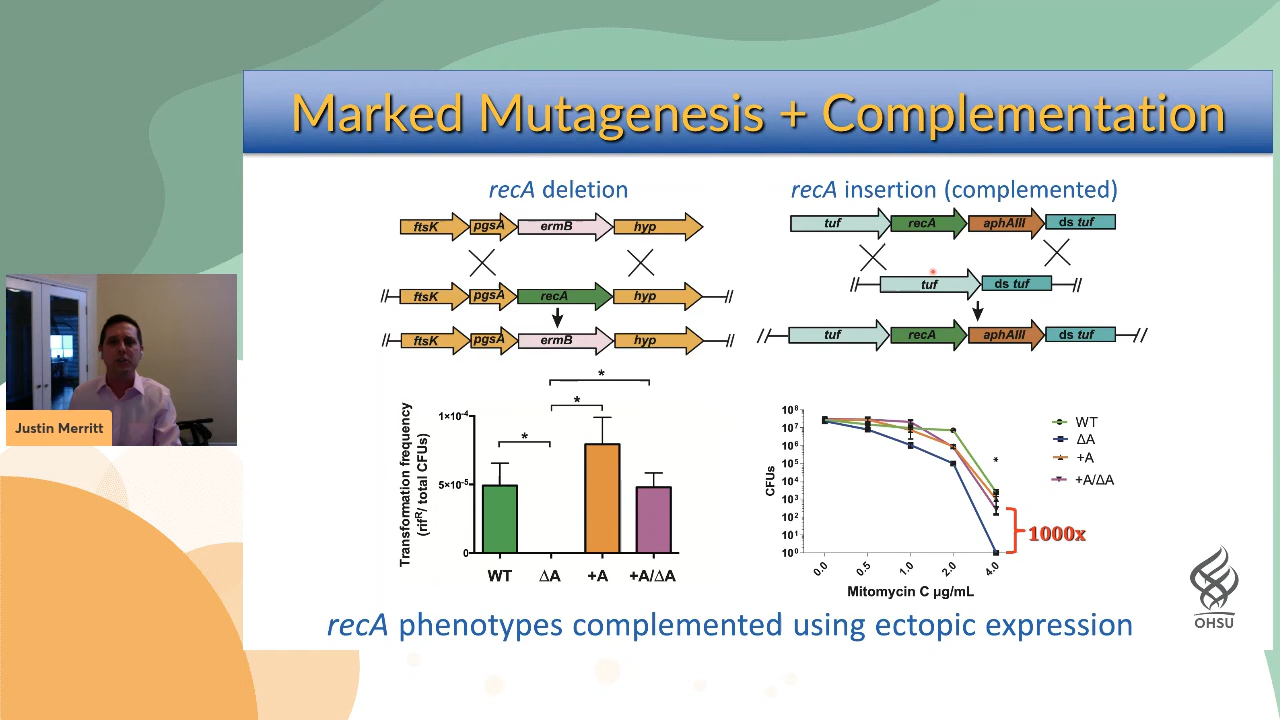 Marked Mutagenesis + Complementation
recA deletion
ftsK pgsA ermB hyp
ftsK pgsA recA hyp
ftsK pgsA ermB hyp
recA insertion (complemented)
tuf recA aphAIII ds tuf
tuf ds tuf
tuf recA aphAIII ds tuf
Justin Merritt
Transformation frequency
(rifᴿ/ total CFUs)
1×10⁻⁴
5×10⁻⁵
0
*
*
*
WT ΔA +A +A/ΔA
CFUs
10⁸
10⁷
10⁶
10⁵
10⁴
10³
10²
10¹
10⁰
0.0 0.5 1.0 2.0 4.0
Mitomycin C µg/mL
*
WT
ΔA
+A
+A/ΔA
1000x
recA phenotypes complemented using ectopic expression
OHSU